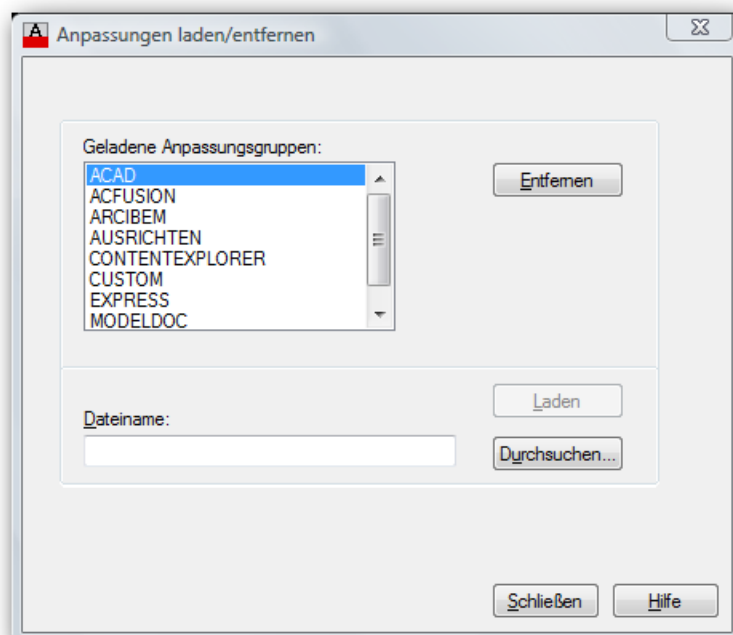 Anpassungen laden/entfernen
Geladene Anpassungsgruppen:
ACAD
Entfernen
ACFUSION
ARCIBEM
AUSRICHTEN
CONTENTEXPLORER
CUSTOM
EXPRESS
MODELDOC
Laden
Dateiname:
Durchsuchen...
Schließen
Hilfe